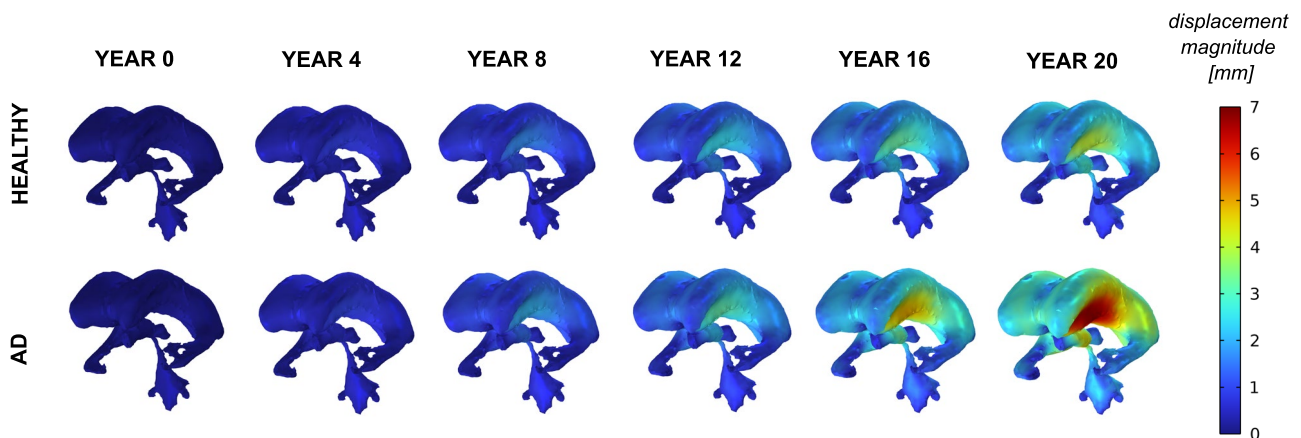 displacement
magnitude
[mm]
YEAR 0 YEAR 4 YEAR 8 YEAR 12 YEAR 16 YEAR 20
HEALTHY
AD
7
6
5
4
3
2
1
0